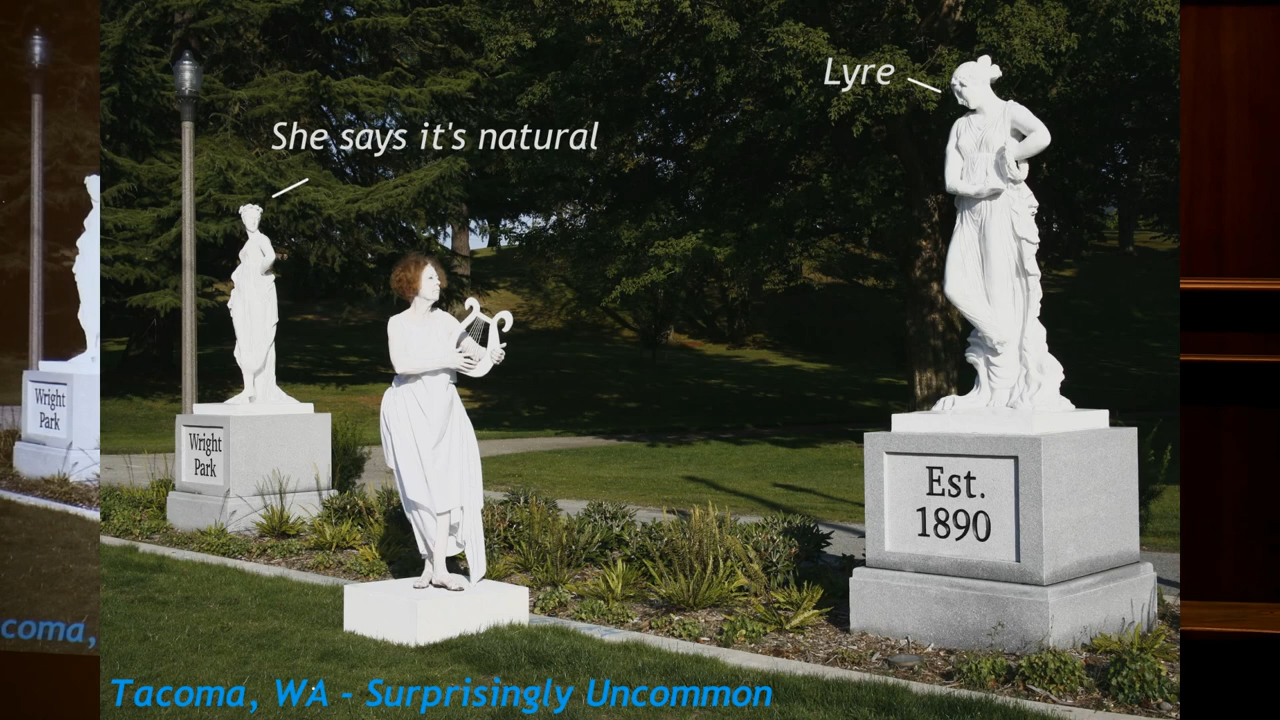 Lyre
She says it's natural
Wright
Park
Wright
Park
Est.
1890
coma,
Tacoma, WA - Surprisingly Uncommon